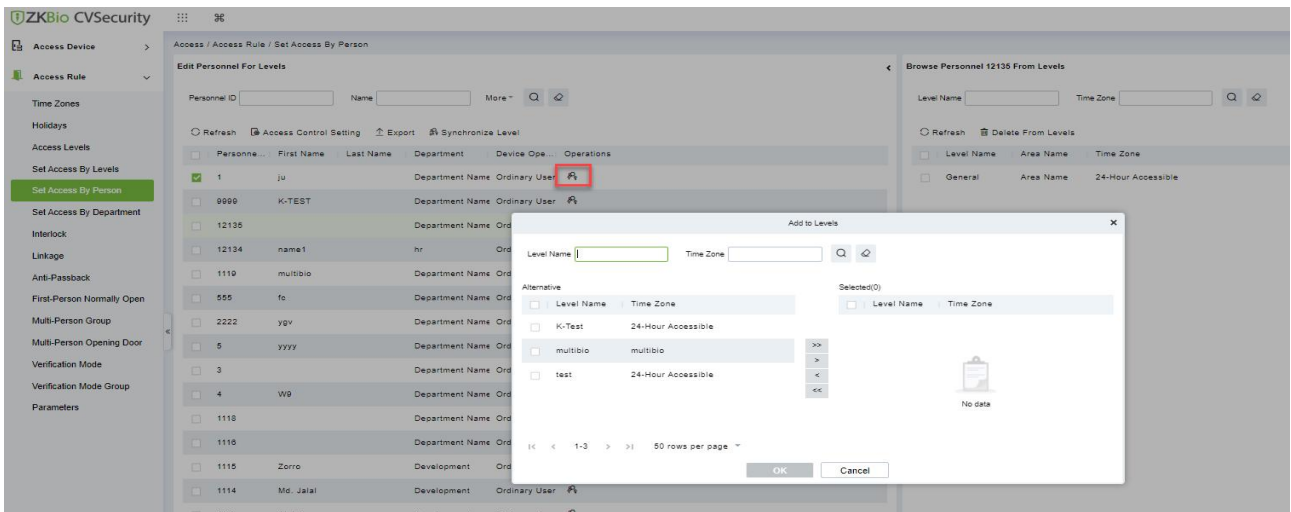 ZKBio CVSecurity
Access Device
Access Rule
Time Zones
Holidays
Access Levels
Set Access By Levels
Set Access By Person
Set Access By Department
Interlock
Linkage
Anti-Passback
First-Person Normally Open
Multi-Person Group
Multi-Person Opening Door
Verification Mode
Verification Mode Group
Parameters
Access / Access Rule / Set Access By Person
Edit Personnel For Levels
Personnel ID Name More
Refresh Access Control Setting Export Synchronize Level
Personne... First Name Last Name Department Device Ope... Operations
1 ju Department Name Ordinary User
9999 K-TEST Department Name Ordinary User
12135 Department Name Ord
12134 name1 hr Ord
1119 multibio Department Name Ord
555 fc Department Name Ord
2222 ygv Department Name Ord
5 yyyy Department Name Ord
3 Department Name Ord
4 W9 Department Name Ord
1118 Department Name Ord
1116 Department Name Ord
1115 Zorro Development Ord
1114 Md. Jalal Development Ordinary User
Browse Personnel 12135 From Levels
Level Name Time Zone
Refresh Delete From Levels
Level Name Area Name Time Zone
General Area Name 24-Hour Accessible
Add to Levels
Level Name Time Zone
Alternative
Level Name Time Zone
K-Test 24-Hour Accessible
multibio multibio
test 24-Hour Accessible
>>
>
<
<<
Selected(0)
Level Name Time Zone
No data
1-3 50 rows per page
OK Cancel